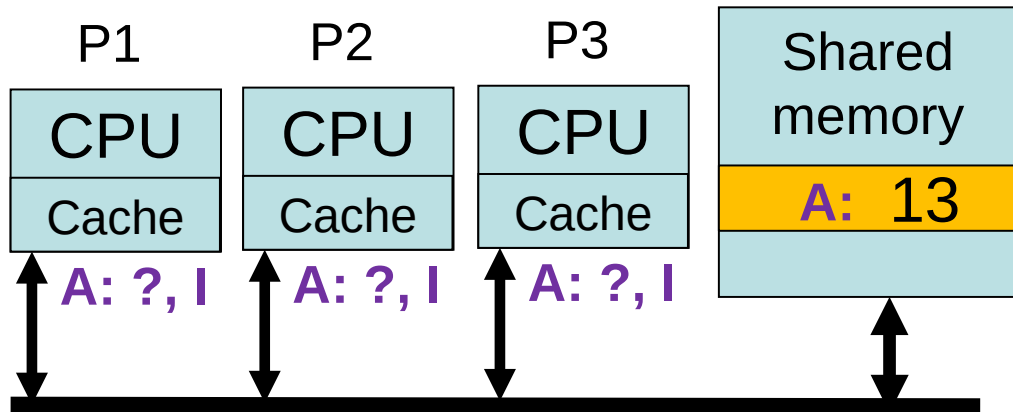 P1
P2
P3
Shared
memory
CPU
CPU
CPU
Cache
Cache
Cache
A: 13
A: ?, I
A: ?, I
A: ?, I